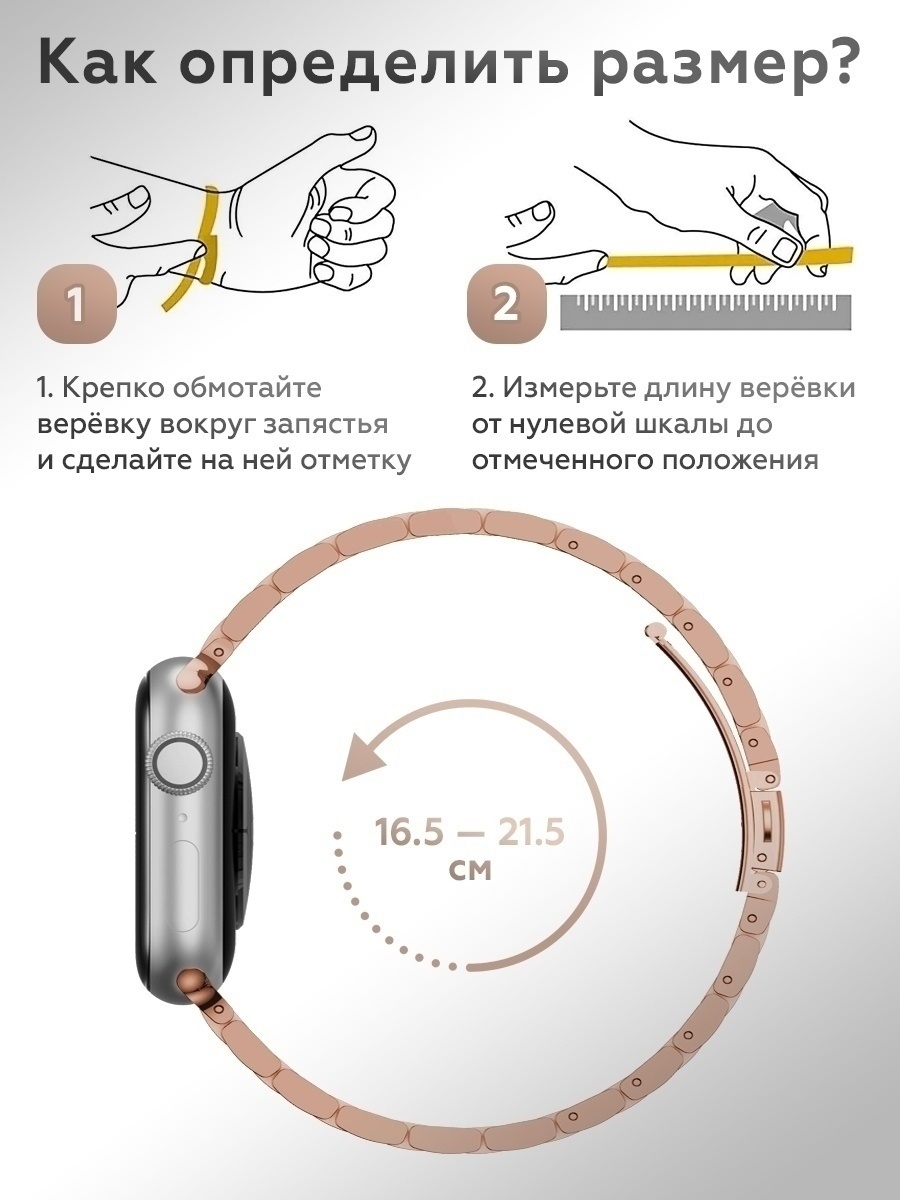 Как определить размер?
1
2
1. Крепко обмотайте
верёвку вокруг запястья
и сделайте на ней отметку
2. Измерьте длину верёвки
от нулевой шкалы до
отмеченного положения
16.5 — 21.5
см